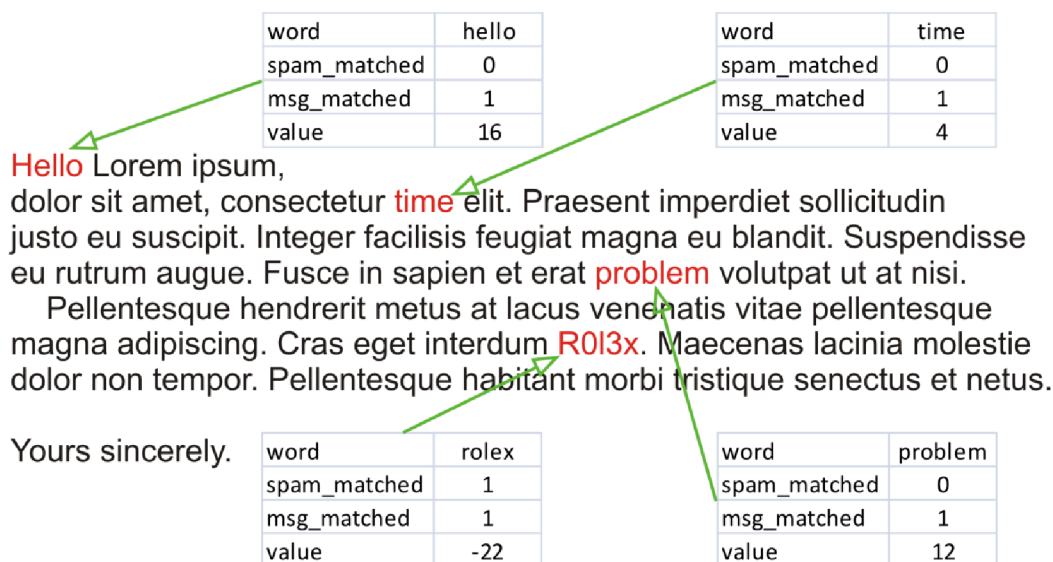 word hello
spam_matched 0
msg_matched 1
value 16
word time
spam_matched 0
msg_matched 1
value 4
Hello Lorem ipsum,
dolor sit amet, consectetur time elit. Praesent imperdiet sollicitudin
justo eu suscipit. Integer facilisis feugiat magna eu blandit. Suspendisse
eu rutrum augue. Fusce in sapien et erat problem volutpat ut at nisi.
Pellentesque hendrerit metus at lacus venenatis vitae pellentesque
magna adipiscing. Cras eget interdum R0l3x. Maecenas lacinia molestie
dolor non tempor. Pellentesque habitant morbi tristique senectus et netus.
Yours sincerely.
word rolex
spam_matched 1
msg_matched 1
value -22
word problem
spam_matched 0
msg_matched 1
value 12